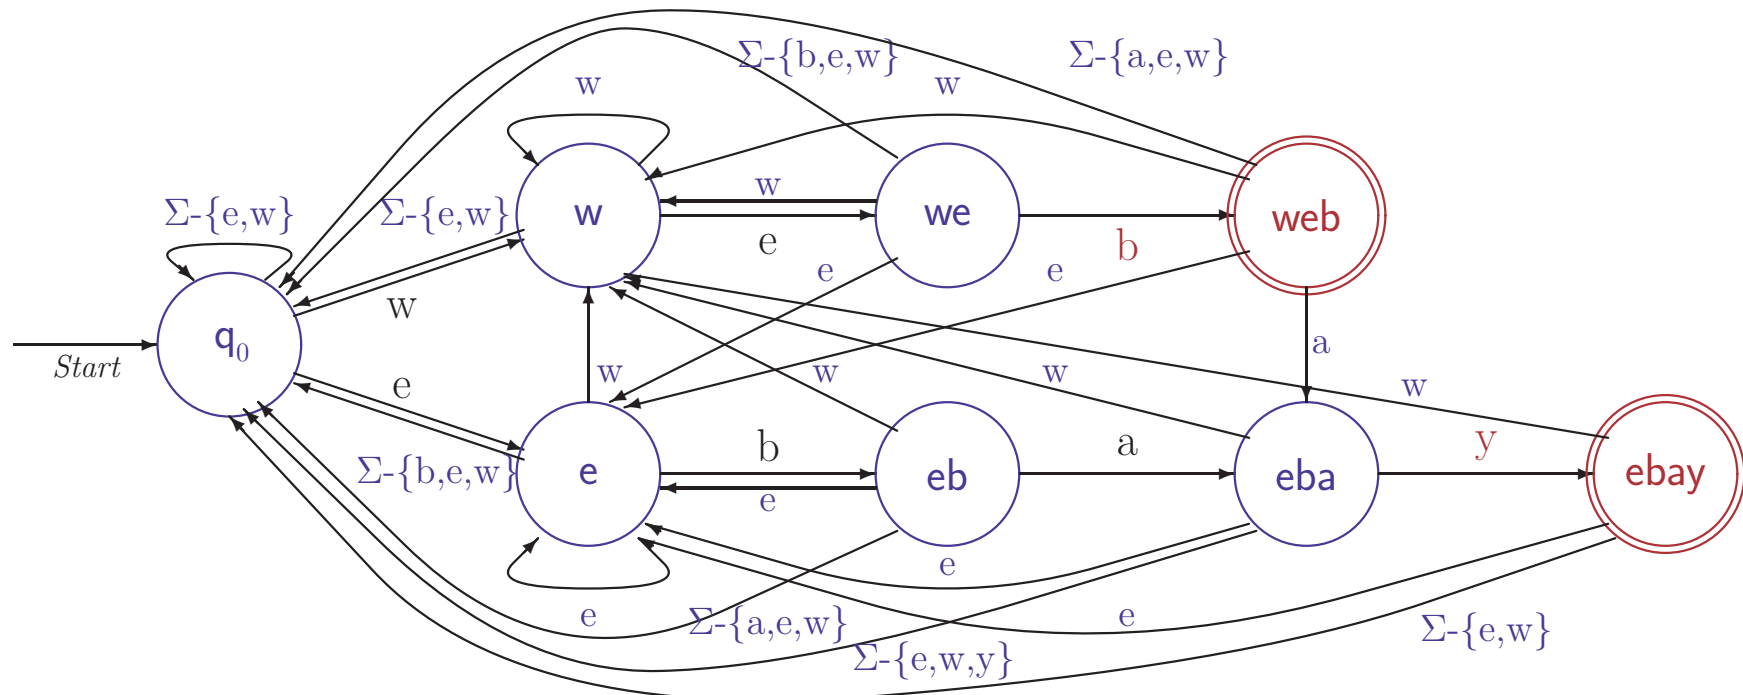 Σ-{b,e,w} Σ-{a,e,w}
w w
Σ-{e,w} Σ-{e,w} w w we web
e b e e
w
q0 a
Start
e w w w w
b a y
Σ-{b,e,w} e eb eba ebay
e
e
e Σ-{a,e,w} e Σ-{e,w}
Σ-{e,w,y}